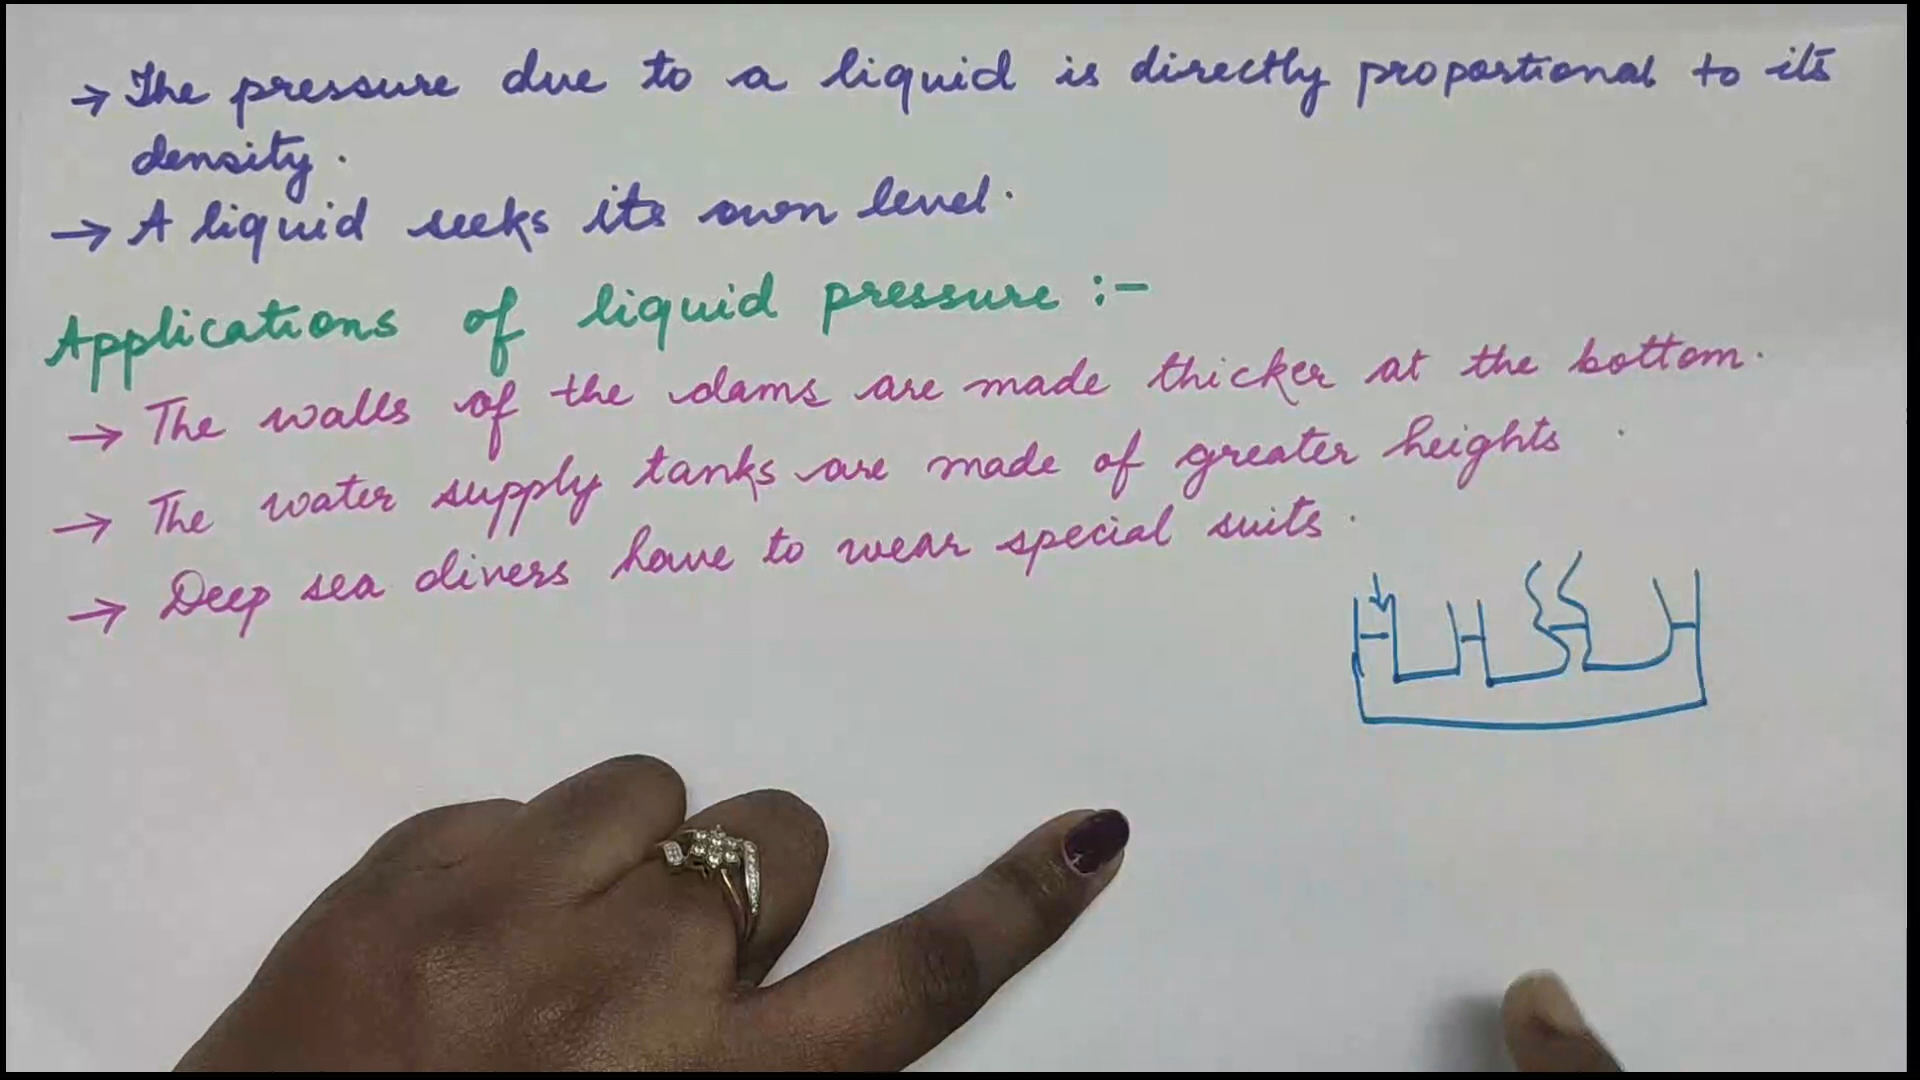 → The pressure due to a liquid is directly proportional to its
density.
→ A liquid seeks its own level.
Applications of liquid pressure :-
→ The walls of the dams are made thicker at the bottom.
→ The water supply tanks are made of greater heights.
→ Deep sea divers have to wear special suits.